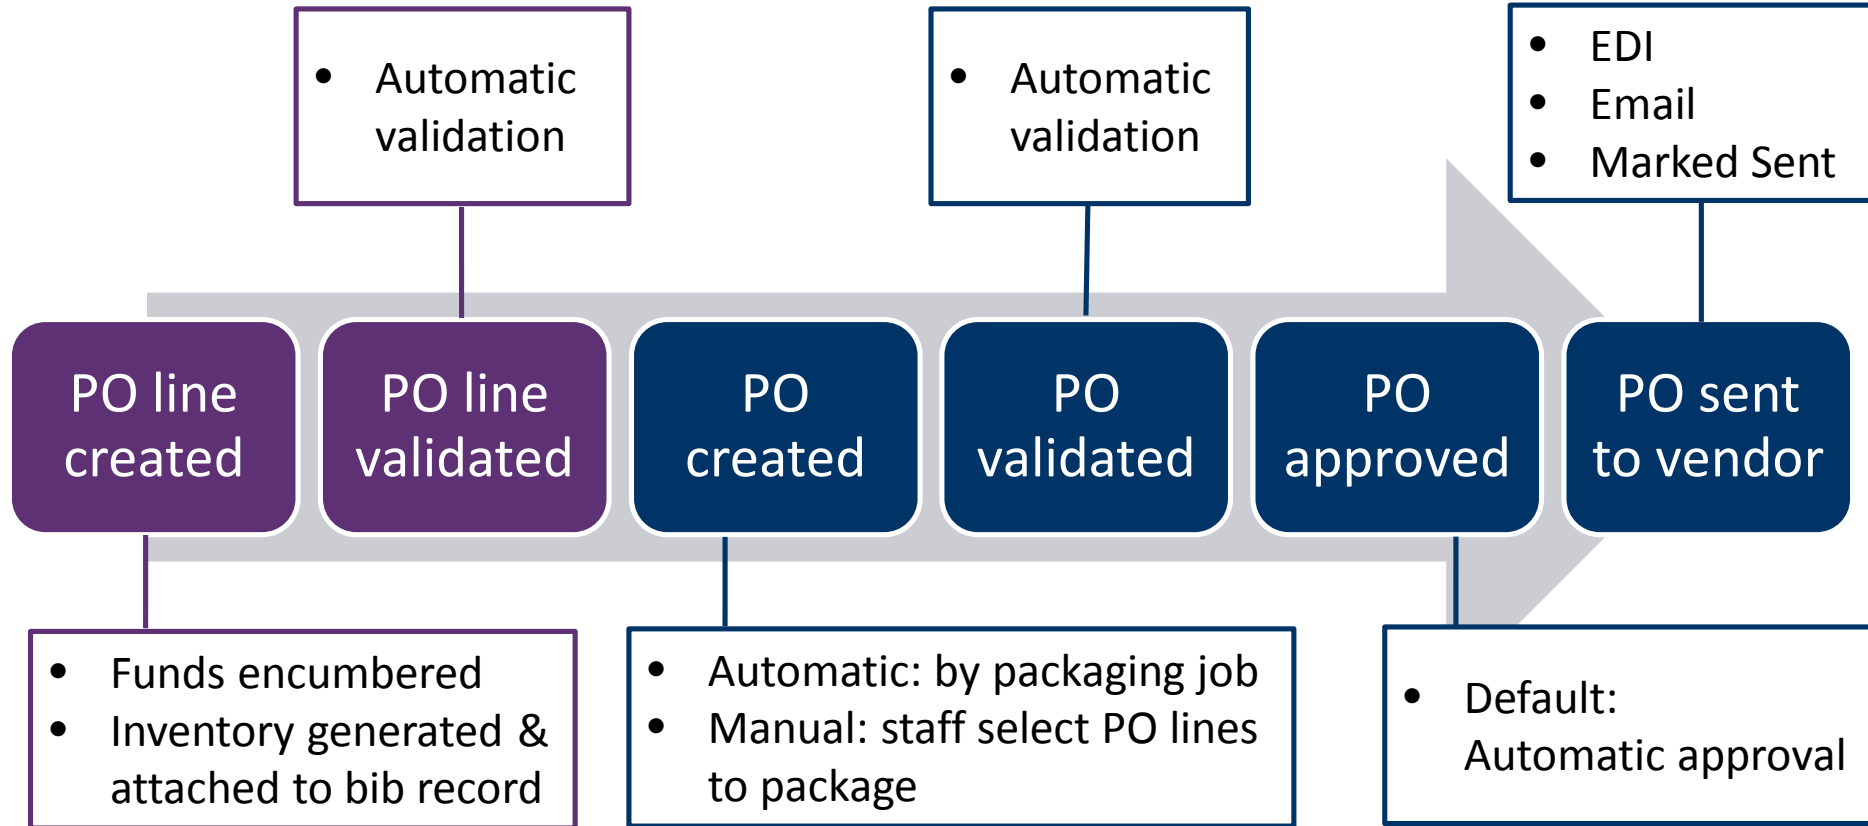 • Automatic
validation
• Automatic
validation
• EDI
• Email
• Marked Sent
PO line
created
PO line
validated
PO
created
PO
validated
PO
approved
PO sent
to vendor
• Funds encumbered
• Inventory generated &
attached to bib record
• Automatic: by packaging job
• Manual: staff select PO lines
to package
• Default:
Automatic approval